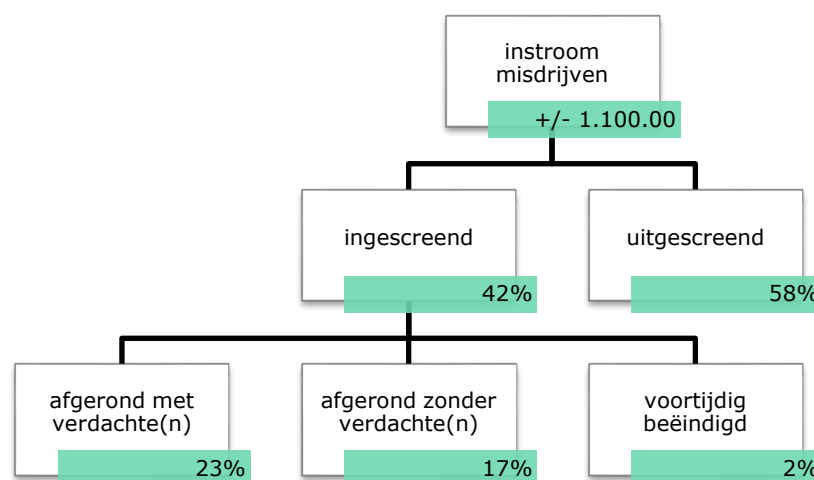 instroom
misdrijven
+/- 1.100.00
ingescreend
42%
uitgescreend
58%
afgerond met
verdachte(n)
23%
afgerond zonder
verdachte(n)
17%
voortijdig
beëindigd
2%